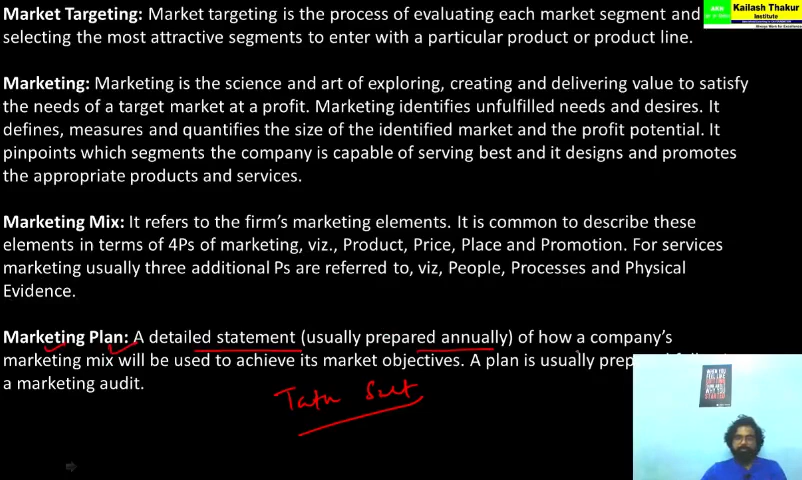 Market Targeting: Market targeting is the process of evaluating each market segment and
selecting the most attractive segments to enter with a particular product or product line.
Kailash Thakur
Institute
Marketing: Marketing is the science and art of exploring, creating and delivering value to satisfy
the needs of a target market at a profit. Marketing identifies unfulfilled needs and desires. It
defines, measures and quantifies the size of the identified market and the profit potential. It
pinpoints which segments the company is capable of serving best and it designs and promotes
the appropriate products and services.
Marketing Mix: It refers to the firm's marketing elements. It is common to describe these
elements in terms of 4Ps of marketing, viz., Product, Price, Place and Promotion. For services
marketing usually three additional Ps are referred to, viz, People, Processes and Physical
Evidence.
Marketing Plan: A detailed statement (usually prepared annually) of how a company's
marketing mix will be used to achieve its market objectives. A plan is usually
a marketing audit.
Tata Salt